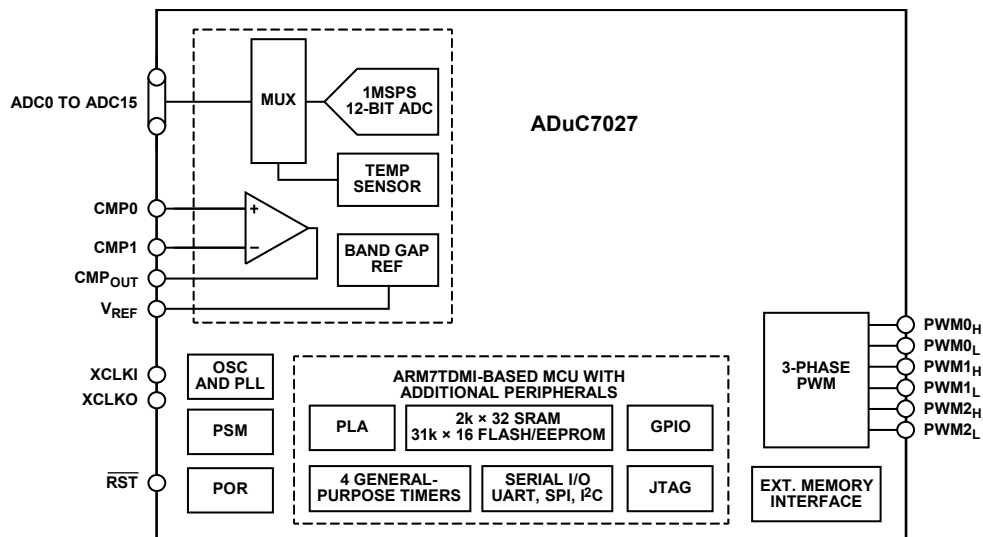 ADuC7027
ADC0 TO ADC15
MUX
1MSPS
12-BIT ADC
TEMP
SENSOR
CMP0
+
CMP1
−
CMPOUT
BAND GAP
REF
VREF
XCLKI
XCLKO
OSC
AND PLL
PSM
RST
POR
ARM7TDMI-BASED MCU WITH
ADDITIONAL PERIPHERALS
PLA
2k × 32 SRAM
31k × 16 FLASH/EEPROM
GPIO
4 GENERAL-
PURPOSE TIMERS
SERIAL I/O
UART, SPI, I²C
JTAG
3-PHASE
PWM
PWM0H
PWM0L
PWM1H
PWM1L
PWM2H
PWM2L
EXT. MEMORY
INTERFACE